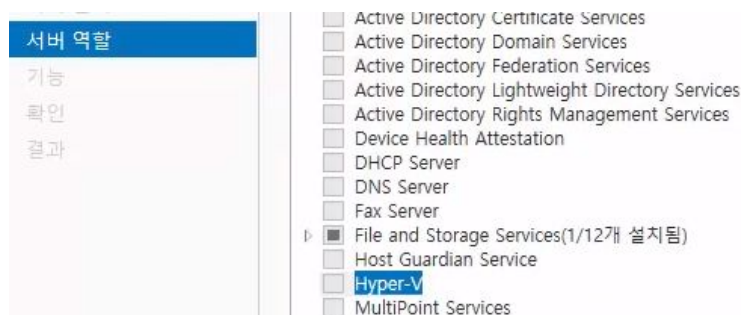 서버 역할
기능
확인
결과
Active Directory Certificate Services
Active Directory Domain Services
Active Directory Federation Services
Active Directory Lightweight Directory Services
Active Directory Rights Management Services
Device Health Attestation
DHCP Server
DNS Server
Fax Server
File and Storage Services(1/12개 설치됨)
Host Guardian Service
Hyper-V
MultiPoint Services